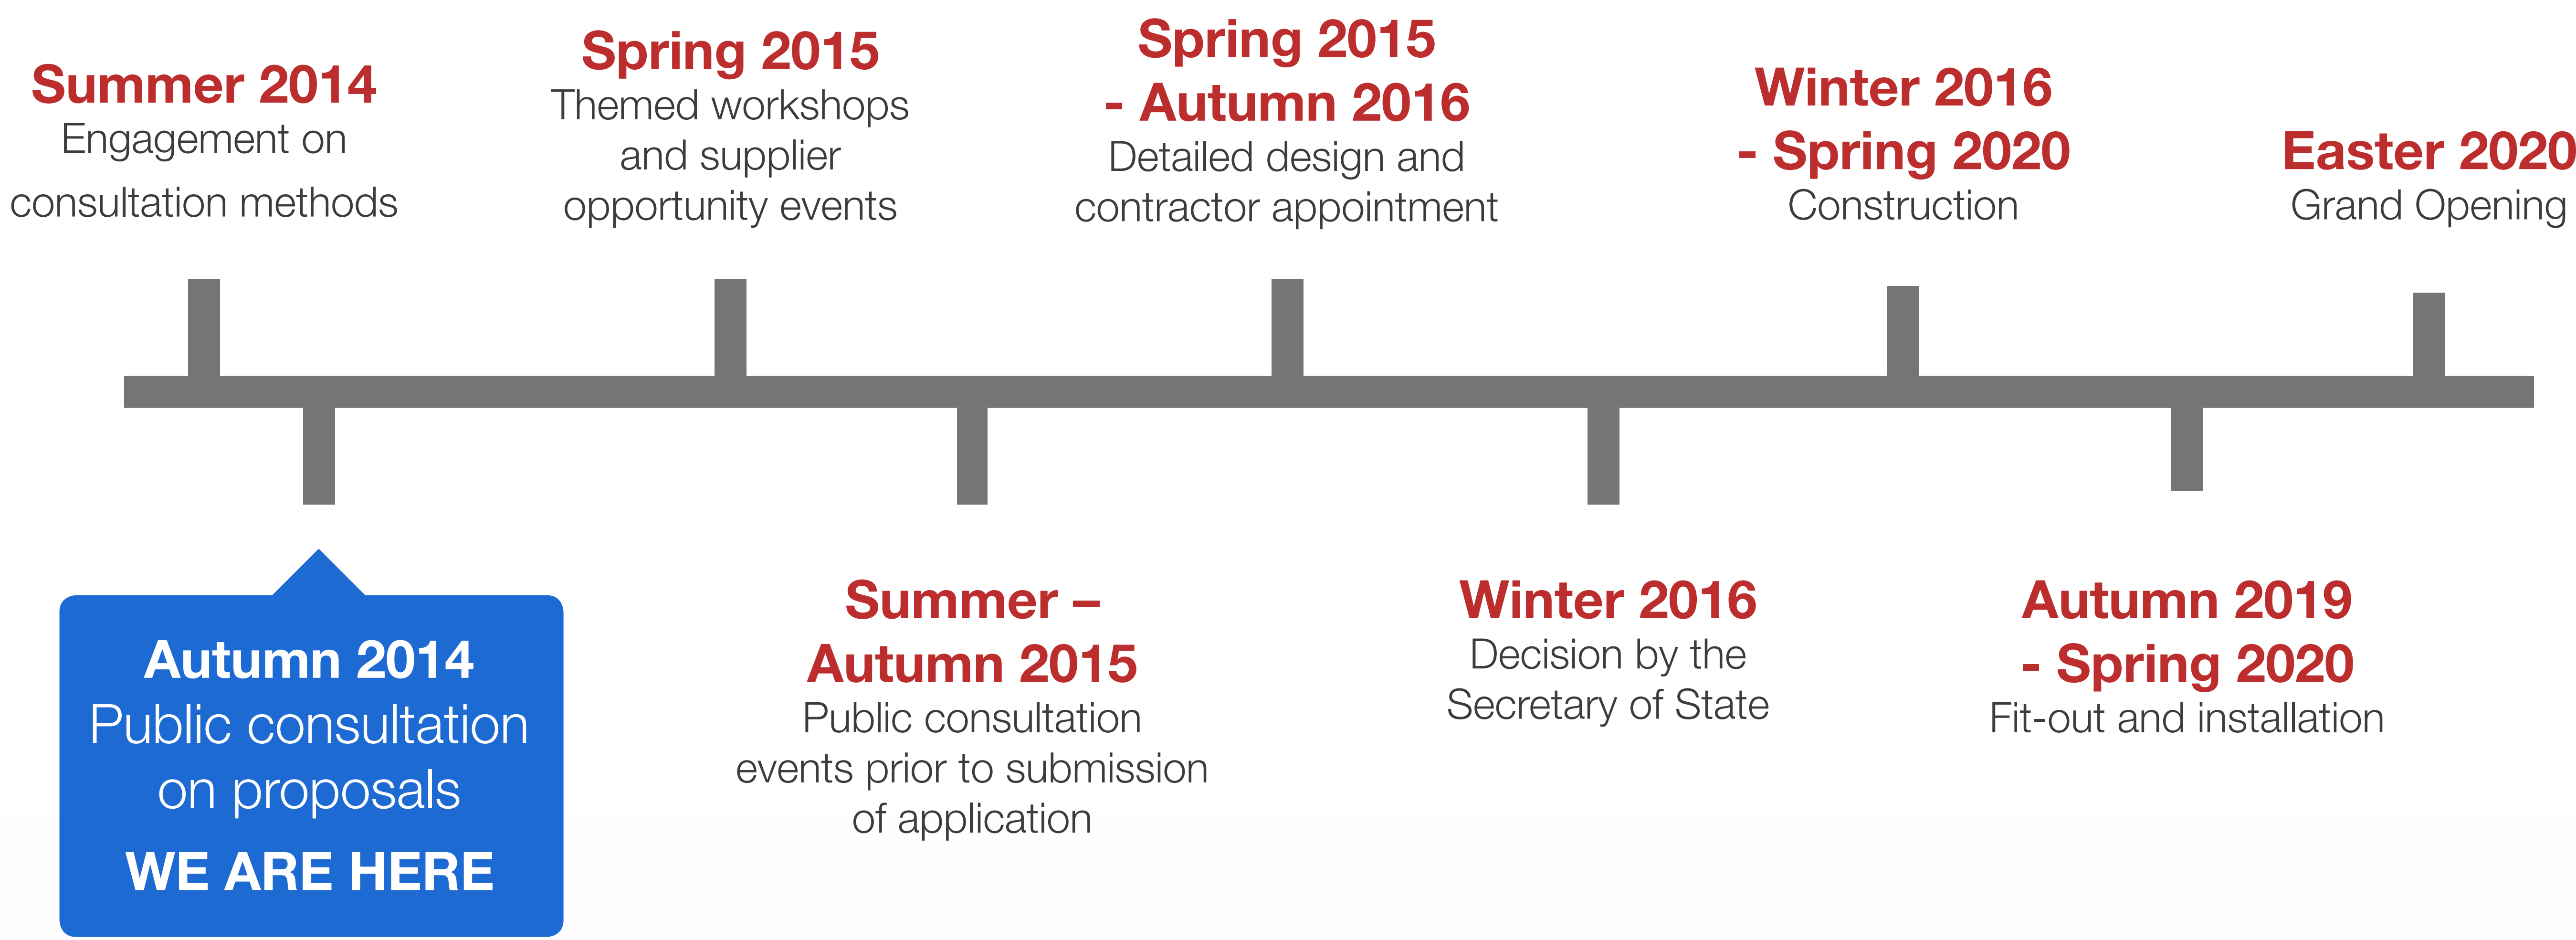 Summer 2014
Engagement on
consultation methods
Autumn 2014
Public consultation
on proposals
WE ARE HERE
Spring 2015
Themed workshops
and supplier
opportunity events
Summer –
Autumn 2015
Public consultation
events prior to submission
of application
Spring 2015
- Autumn 2016
Detailed design and
contractor appointment
Winter 2016
Decision by the
Secretary of State
Winter 2016
- Spring 2020
Construction
Autumn 2019
- Spring 2020
Fit-out and installation
Easter 2020
Grand Opening